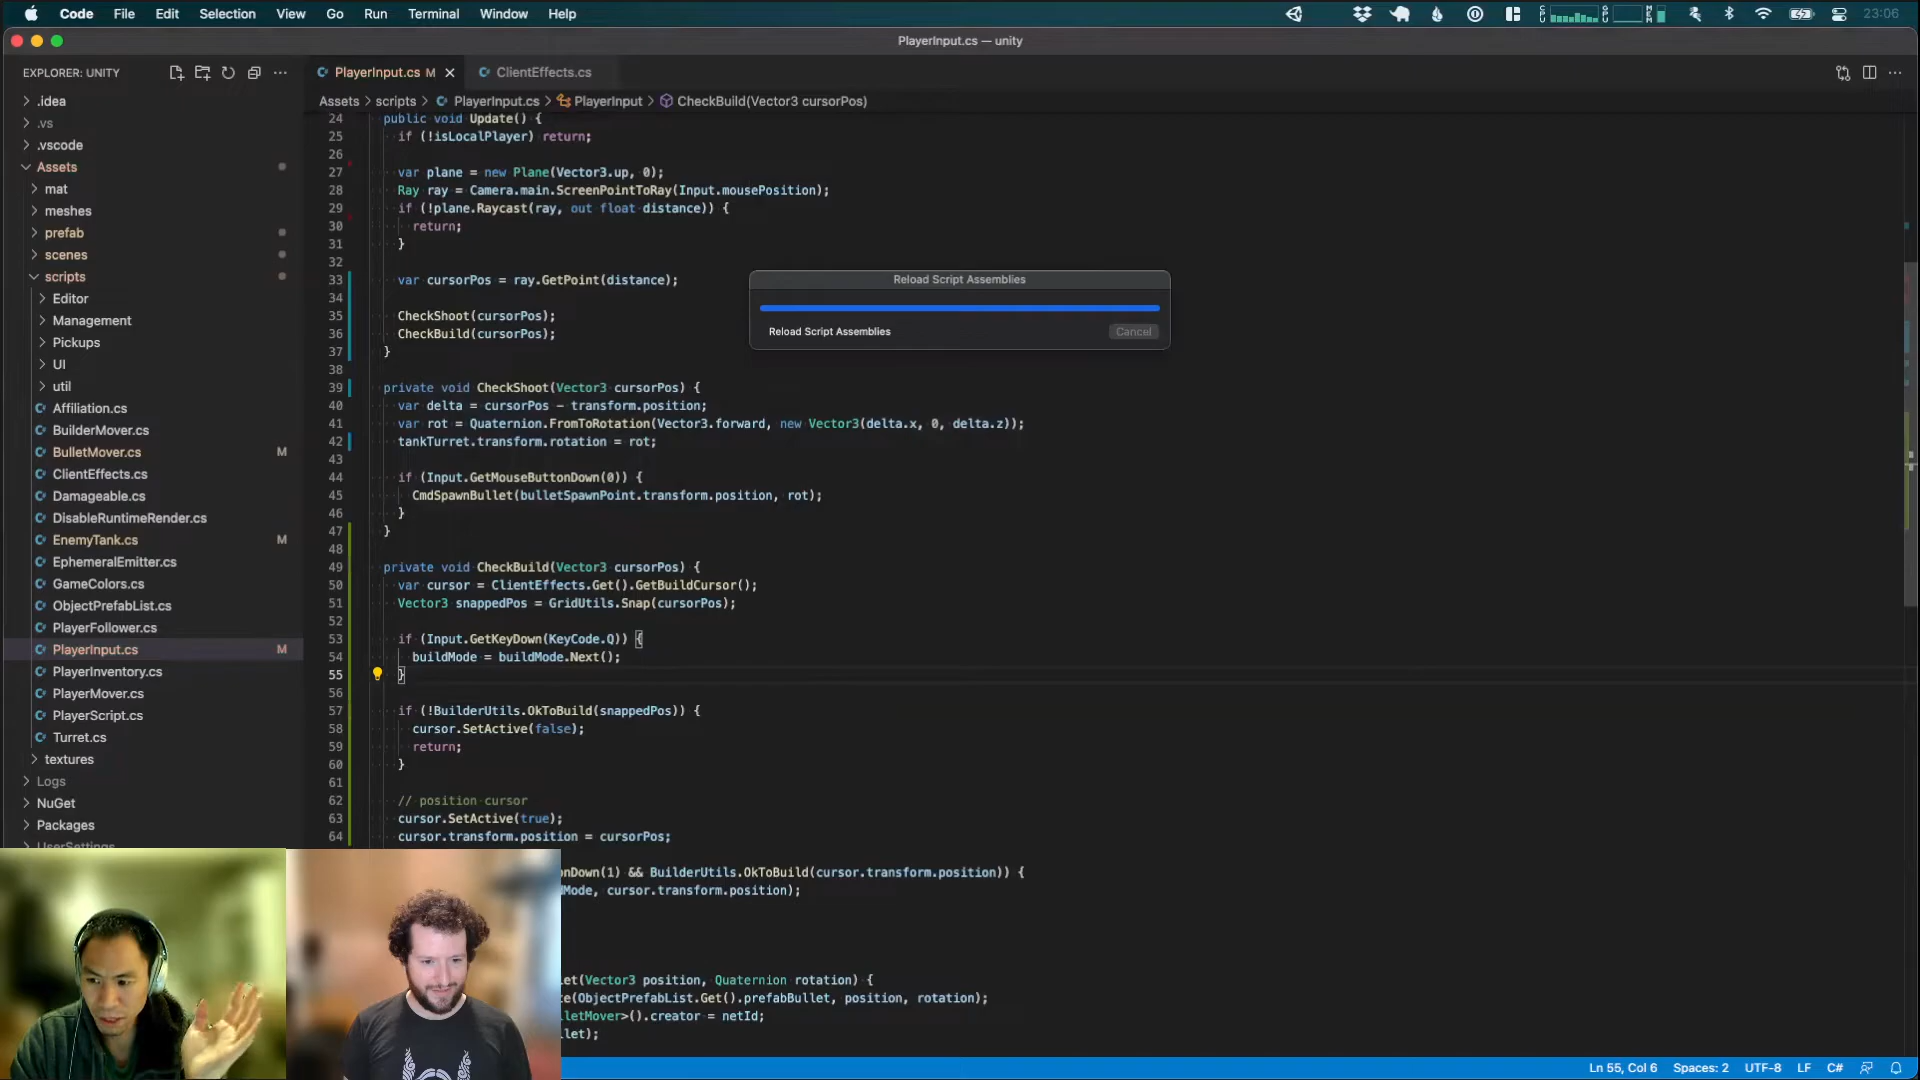 Code File Edit Selection View Go Run Terminal Window Help
CPU GPU MEM 23:06
PlayerInput.cs — unity
EXPLORER: UNITY
PlayerInput.cs M
ClientEffects.cs
Assets > scripts > PlayerInput.cs > PlayerInput > CheckBuild(Vector3 cursorPos)
.idea
.vs
.vscode
Assets
mat
meshes
prefab
scenes
scripts
Editor
Management
Pickups
UI
util
Affiliation.cs
BuilderMover.cs
BulletMover.cs M
ClientEffects.cs
Damageable.cs
DisableRuntimeRender.cs
EnemyTank.cs M
EphemeralEmitter.cs
GameColors.cs
ObjectPrefabList.cs
PlayerFollower.cs
PlayerInput.cs M
PlayerInventory.cs
PlayerMover.cs
PlayerScript.cs
Turret.cs
textures
Logs
NuGet
Packages
UserSettings
24 public void Update() {
25 if (!isLocalPlayer) return;
26
27 var plane = new Plane(Vector3.up, 0);
28 Ray ray = Camera.main.ScreenPointToRay(Input.mousePosition);
29 if (!plane.Raycast(ray, out float distance)) {
30 return;
31 }
32
33 var cursorPos = ray.GetPoint(distance);
34
35 CheckShoot(cursorPos);
36 CheckBuild(cursorPos);
37 }
38
39 private void CheckShoot(Vector3 cursorPos) {
40 var delta = cursorPos - transform.position;
41 var rot = Quaternion.FromToRotation(Vector3.forward, new Vector3(delta.x, 0, delta.z));
42 tankTurret.transform.rotation = rot;
43
44 if (Input.GetMouseButtonDown(0)) {
45 CmdSpawnBullet(bulletSpawnPoint.transform.position, rot);
46 }
47 }
48
49 private void CheckBuild(Vector3 cursorPos) {
50 var cursor = ClientEffects.Get().GetBuildCursor();
51 Vector3 snappedPos = GridUtils.Snap(cursorPos);
52
53 if (Input.GetKeyDown(KeyCode.Q)) {
54 buildMode = buildMode.Next();
55 }
56
57 if (!BuilderUtils.OkToBuild(snappedPos)) {
58 cursor.SetActive(false);
59 return;
60 }
61
62 // position cursor
63 cursor.SetActive(true);
64 cursor.transform.position = cursorPos;
onDown(1) && BuilderUtils.OkToBuild(cursor.transform.position)) {
Mode, cursor.transform.position);
let(Vector3 position, Quaternion rotation) {
te(ObjectPrefabList.Get().prefabBullet, position, rotation);
lletMover>().creator = netId;
llet);
Reload Script Assemblies
Reload Script Assemblies
Cancel
Ln 55, Col 6 Spaces: 2 UTF-8 LF C#